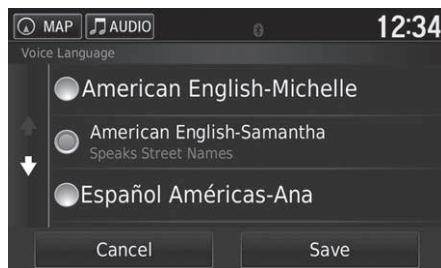 MAP AUDIO 12:34
Voice Language
American English-Michelle
American English-Samantha
Speaks Street Names
Español Américas-Ana
Cancel Save